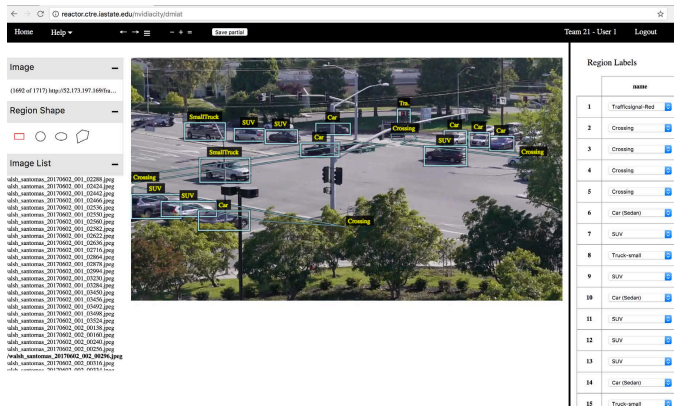 reactor.ctre.iastate.edu/nvidiacity/dmiat
Home Help Save partial Team 21 - User 1 Logout
Image
(1692 of 1717) http://52.173.197.169/fra…
Region Shape
Image List
walsh_santomas_20170602_001_02288.jpeg
walsh_santomas_20170602_001_02424.jpeg
walsh_santomas_20170602_001_02442.jpeg
walsh_santomas_20170602_001_02466.jpeg
walsh_santomas_20170602_001_02536.jpeg
walsh_santomas_20170602_001_02550.jpeg
walsh_santomas_20170602_001_02560.jpeg
walsh_santomas_20170602_001_02582.jpeg
walsh_santomas_20170602_001_02622.jpeg
walsh_santomas_20170602_001_02636.jpeg
walsh_santomas_20170602_001_02716.jpeg
walsh_santomas_20170602_001_02864.jpeg
walsh_santomas_20170602_001_02878.jpeg
walsh_santomas_20170602_001_02994.jpeg
walsh_santomas_20170602_001_03230.jpeg
walsh_santomas_20170602_001_03284.jpeg
walsh_santomas_20170602_001_03450.jpeg
walsh_santomas_20170602_001_03456.jpeg
walsh_santomas_20170602_001_03492.jpeg
walsh_santomas_20170602_001_03498.jpeg
walsh_santomas_20170602_001_03524.jpeg
walsh_santomas_20170602_002_00138.jpeg
walsh_santomas_20170602_002_00160.jpeg
walsh_santomas_20170602_002_00240.jpeg
walsh_santomas_20170602_002_00256.jpeg
/walsh_santomas_20170602_002_00296.jpeg
walsh_santomas_20170602_002_00316.jpeg
walsh_santomas_20170602_002_00334.jpeg
Tra.
SmallTruck SUV SUV Car
Car Crossing Car Car
SUV
SmallTruck Crossing
Crossing
SUV
SUV
Car
Crossing
Region Labels
name
1 Trafficsignal-Red
2 Crossing
3 Crossing
4 Crossing
5 Crossing
6 Car (Sedan)
7 SUV
8 Truck-small
9 SUV
10 Car (Sedan)
11 SUV
12 SUV
13 SUV
14 Car (Sedan)
15 Truck-small